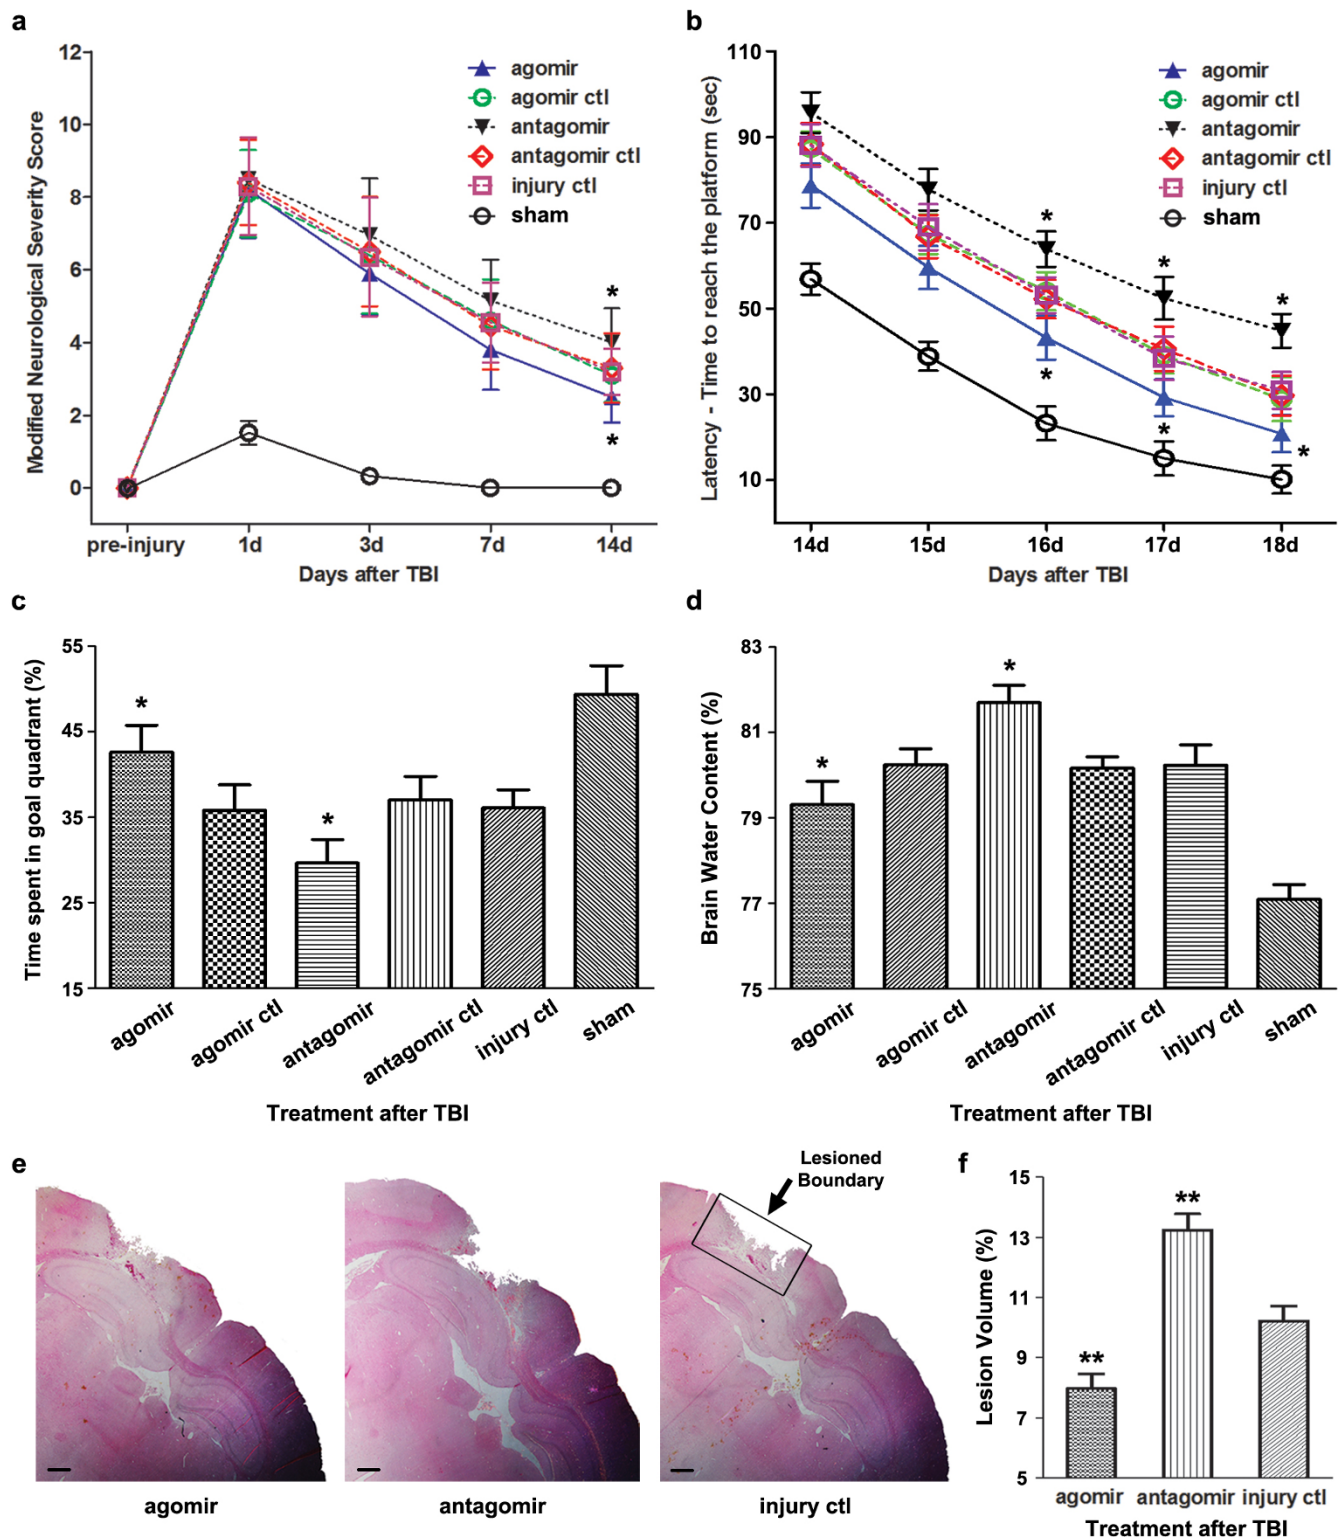 a
12
10
8
6
4
2
0
Modified Neurological Severity Score
agomir
agomir ctl
antagomir
antagomir ctl
injury ctl
sham
*
*
pre-injury 1d 3d 7d 14d
Days after TBI
b
110
90
70
50
30
10
Latency - Time to reach the platform (sec)
agomir
agomir ctl
antagomir
antagomir ctl
injury ctl
sham
* * *
* * *
14d 15d 16d 17d 18d
Days after TBI
c
55
45
35
25
15
Time spent in goal quadrant (%)
*
*
agomir agomir ctl antagomir antagomir ctl injury ctl sham
Treatment after TBI
d
83
81
79
77
75
Brain Water Content (%)
*
*
agomir agomir ctl antagomir antagomir ctl injury ctl sham
Treatment after TBI
e
Lesioned
Boundary
agomir antagomir injury ctl
f
15
13
11
9
7
5
Lesion Volume (%)
**
**
agomir antagomir injury ctl
Treatment after TBI